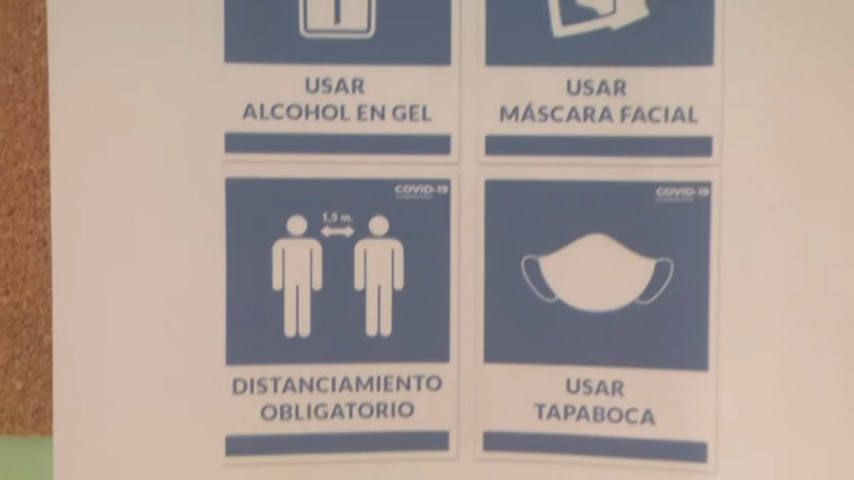 USAR
ALCOHOL EN GEL
USAR
MÁSCARA FACIAL
COVID-19
1,5 m.
DISTANCIAMIENTO
OBLIGATORIO
COVID-19
USAR
TAPABOCA